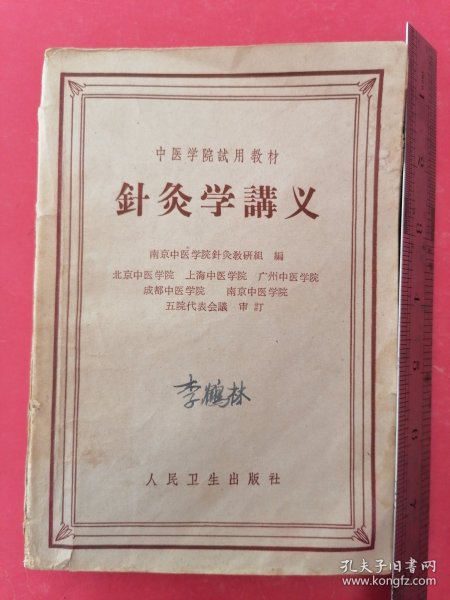 中医学院試用教材
針灸学講义
南京中医学院針灸教研組 編
北京中医学院 上海中医学院 广州中医学院
成都中医学院 南京中医学院
五院代表会議 审訂
李鶴林
人民卫生出版社
孔夫子旧书网
www.kongfz.com